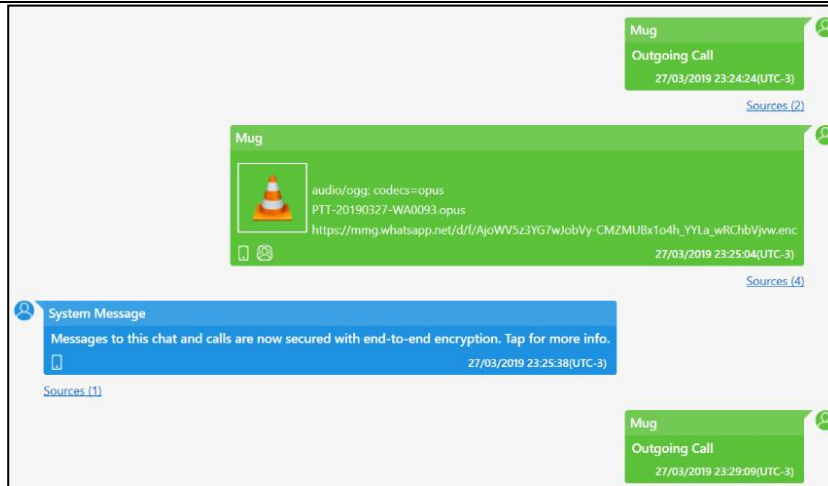 Mug
Outgoing Call
27/03/2019 23:24:24(UTC-3)
Sources (2)
Mug
audio/ogg; codecs=opus
PTT-20190327-WA0093.opus
https://mmg.whatsapp.net/d/f/AjoWV5z3YG7wJobVy-CMZMUBx1o4h_YYLa_wRChbVjvw.enc
27/03/2019 23:25:04(UTC-3)
Sources (4)
System Message
Messages to this chat and calls are now secured with end-to-end encryption. Tap for more info.
27/03/2019 23:25:38(UTC-3)
Sources (1)
Mug
Outgoing Call
27/03/2019 23:29:09(UTC-3)